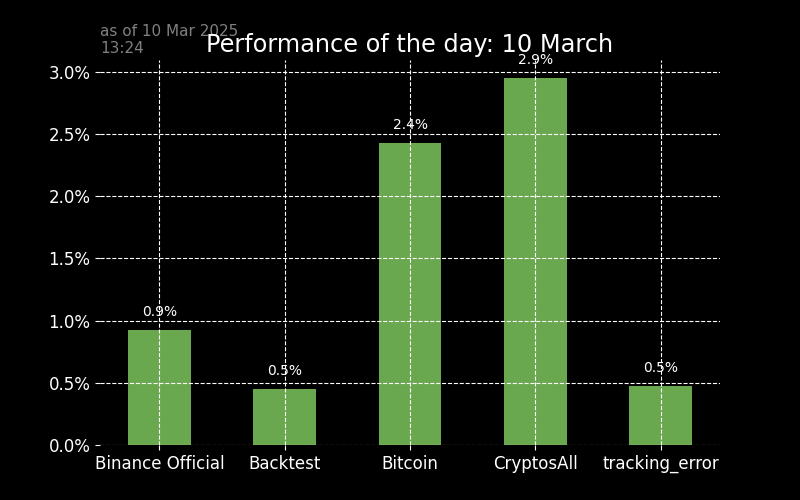 as of 10 Mar 2025
13:24
Performance of the day: 10 March
3.0%
2.5%
2.0%
1.5%
1.0%
0.5%
0.0%
0.9%
0.5%
2.4%
2.9%
0.5%
Binance Official
Backtest
Bitcoin
CryptosAll
tracking_error